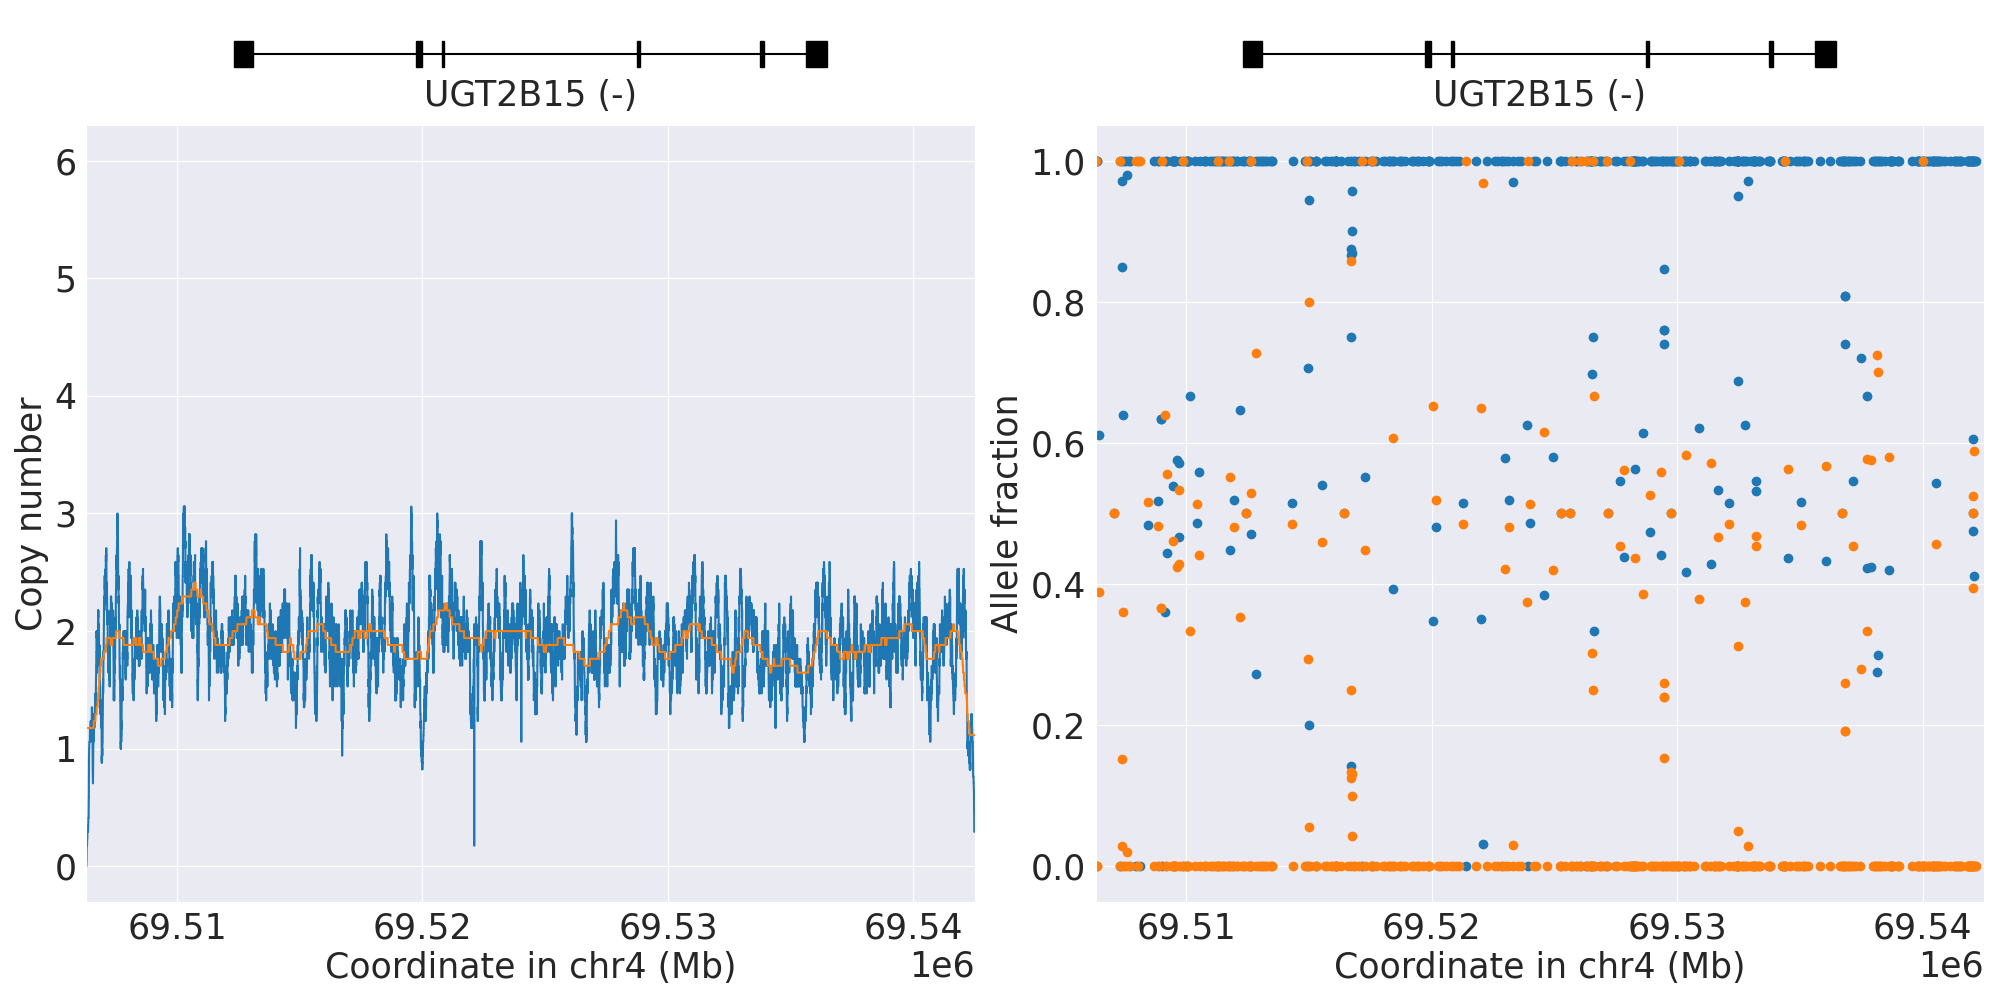 UGT2B15 (-)
6
5
4
3
2
1
0
Copy number
69.51 69.52 69.53 69.54
Coordinate in chr4 (Mb)
1e6
UGT2B15 (-)
1.0
0.8
0.6
0.4
0.2
0.0
Allele fraction
69.51 69.52 69.53 69.54
Coordinate in chr4 (Mb)
1e6